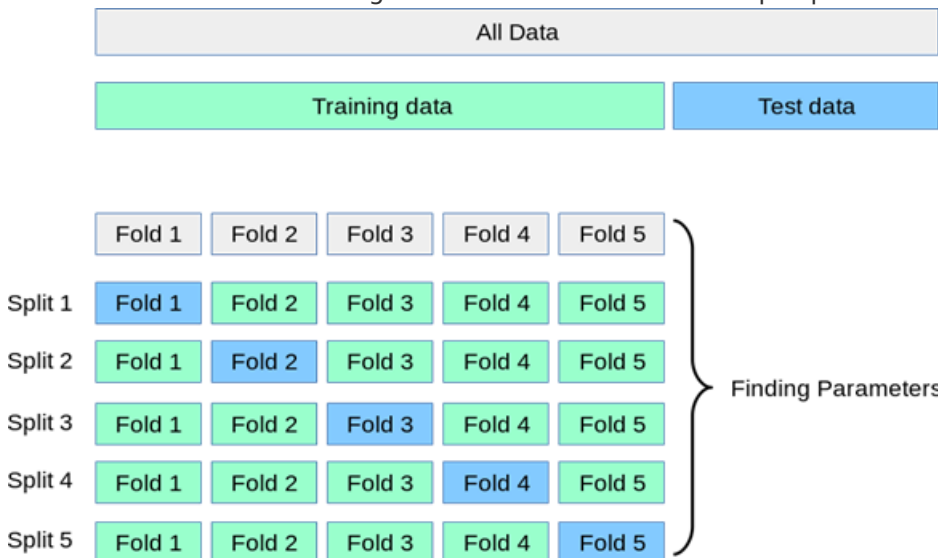 All Data
Training data Test data
Fold 1 Fold 2 Fold 3 Fold 4 Fold 5
Split 1 Fold 1 Fold 2 Fold 3 Fold 4 Fold 5
Split 2 Fold 1 Fold 2 Fold 3 Fold 4 Fold 5
Finding Parameters
Split 3 Fold 1 Fold 2 Fold 3 Fold 4 Fold 5
Split 4 Fold 1 Fold 2 Fold 3 Fold 4 Fold 5
Split 5 Fold 1 Fold 2 Fold 3 Fold 4 Fold 5